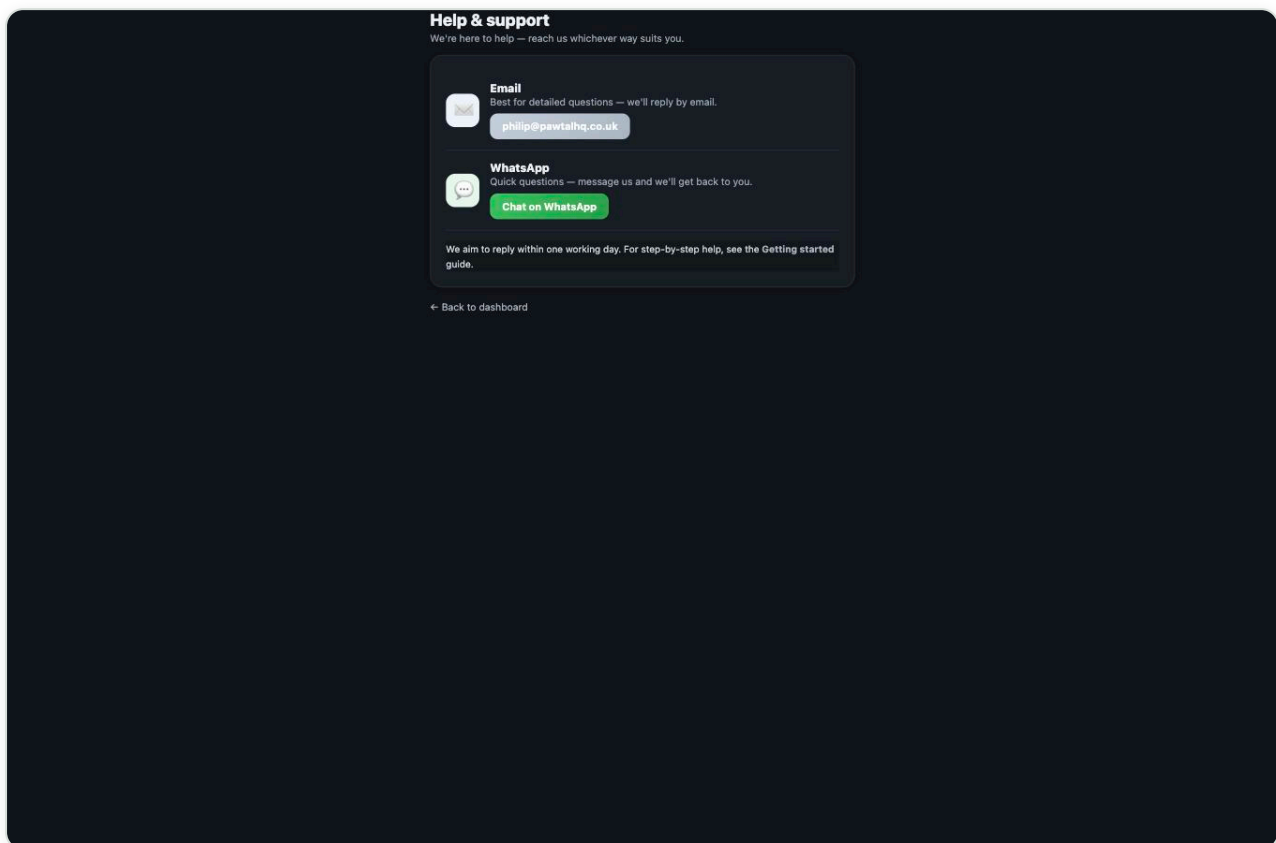 Help & support
We're here to help — reach us whichever way suits you.
Email
Best for detailed questions — we'll reply by email.
philip@pawtalhq.co.uk
WhatsApp
Quick questions — message us and we'll get back to you.
Chat on WhatsApp
We aim to reply within one working day. For step-by-step help, see the Getting started
guide.
← Back to dashboard